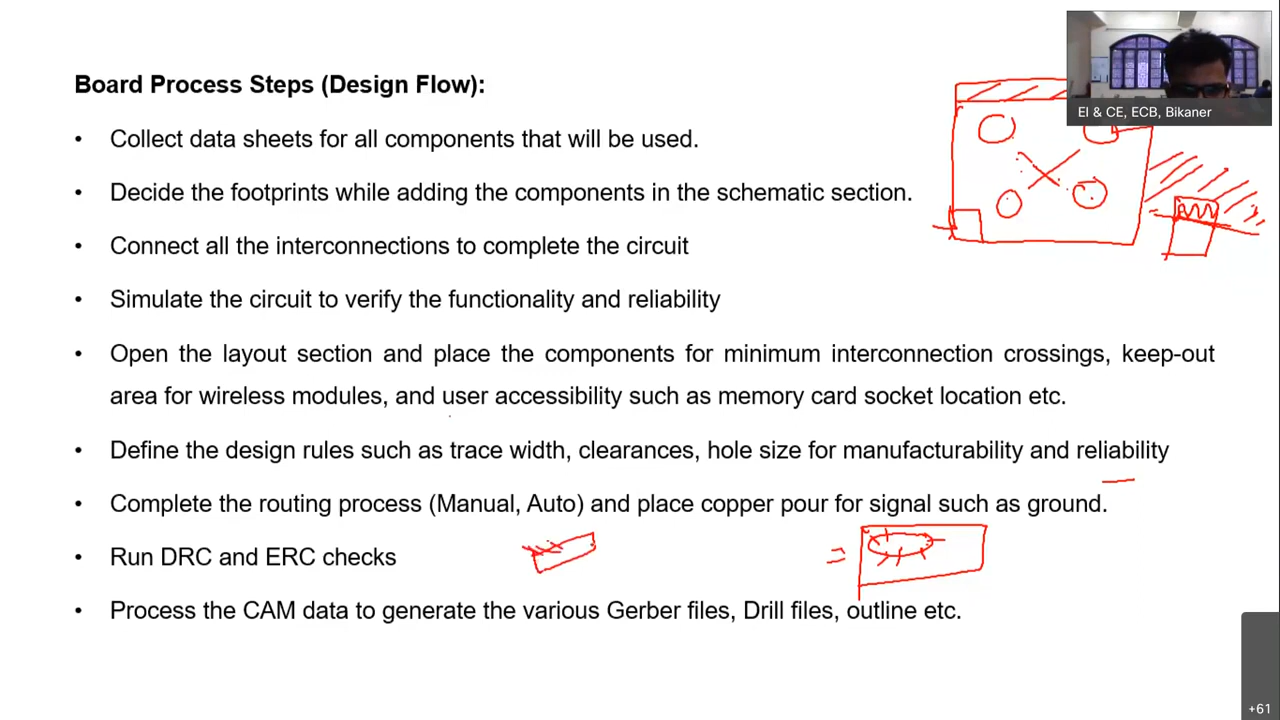 Board Process Steps (Design Flow):
EI & CE, ECB, Bikaner
• Collect data sheets for all components that will be used.
• Decide the footprints while adding the components in the schematic section.
• Connect all the interconnections to complete the circuit
• Simulate the circuit to verify the functionality and reliability
• Open the layout section and place the components for minimum interconnection crossings, keep-out
area for wireless modules, and user accessibility such as memory card socket location etc.
• Define the design rules such as trace width, clearances, hole size for manufacturability and reliability
• Complete the routing process (Manual, Auto) and place copper pour for signal such as ground.
• Run DRC and ERC checks
• Process the CAM data to generate the various Gerber files, Drill files, outline etc.
+61